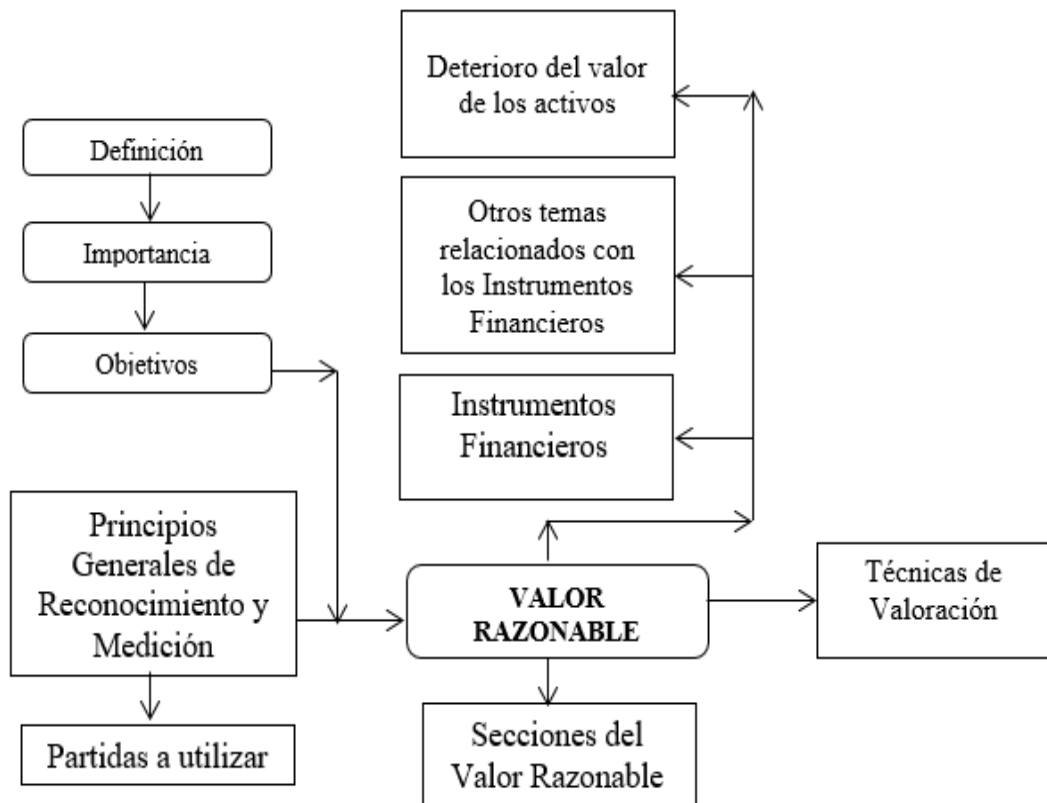 Definición
Importancia
Objetivos
Principios
Generales de
Reconocimiento y
Medición
Partidas a utilizar
Deterioro del valor
de los activos
Otros temas
relacionados con
los Instrumentos
Financieros
Instrumentos
Financieros
VALOR
RAZONABLE
Secciones del
Valor Razonable
Técnicas de
Valoración